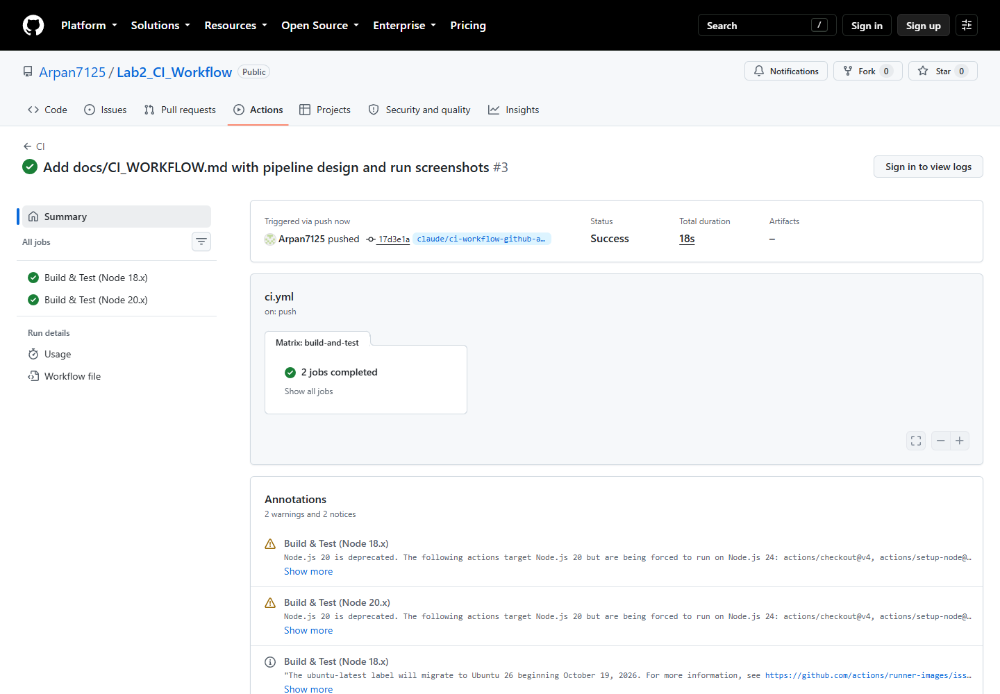 Platform Solutions Resources Open Source Enterprise Pricing Search / Sign in Sign up
Arpan7125 / Lab2_CI_Workflow Public Notifications Fork 0 Star 0
Code Issues Pull requests Actions Projects Security and quality Insights
← CI
Add docs/CI_WORKFLOW.md with pipeline design and run screenshots #3
Sign in to view logs
Summary
All jobs
Build & Test (Node 18.x)
Build & Test (Node 20.x)
Run details
Usage
Workflow file
Triggered via push now
Arpan7125 pushed 17d3e1a claude/ci-workflow-github-a…
Status
Success
Total duration
18s
Artifacts
–
ci.yml
on: push
Matrix: build-and-test
2 jobs completed
Show all jobs
Annotations
2 warnings and 2 notices
Build & Test (Node 18.x)
Node.js 20 is deprecated. The following actions target Node.js 20 but are being forced to run on Node.js 24: actions/checkout@v4, actions/setup-node@…
Show more
Build & Test (Node 20.x)
Node.js 20 is deprecated. The following actions target Node.js 20 but are being forced to run on Node.js 24: actions/checkout@v4, actions/setup-node@…
Show more
Build & Test (Node 18.x)
"The ubuntu-latest label will migrate to Ubuntu 26 beginning October 19, 2026. For more information, see https://github.com/actions/runner-images/iss…
Show more